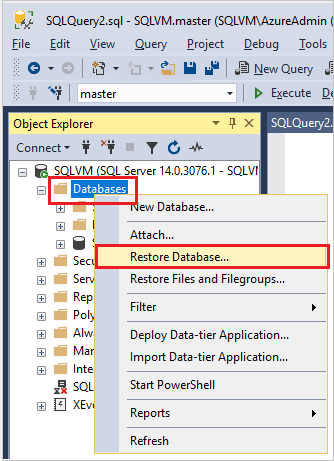 SQLQuery2.sql - SQLVM.master (SQLVM\AzureAdmin (
File Edit View Query Project Tools Windo
New Query
master
Execute De
Object Explorer
SQLQuery2.
Connect
SQLVM (SQL Server 14.0.3076.1 - SQLVM
Databases
New Database...
Attach...
Restore Database...
Restore Files and Filegroups...
Secu
Serv
Filter
Rep
Poly
Deploy Data-tier Application...
Alwa
Import Data-tier Application...
Man
Inte
Start PowerShell
SQL
XEve
Reports
Refresh